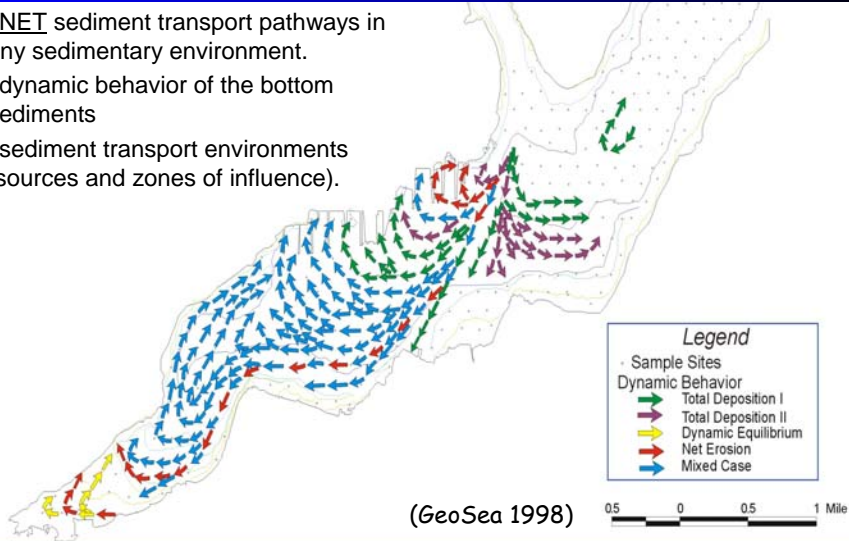 NET sediment transport pathways in
ny sedimentary environment.
dynamic behavior of the bottom
ediments
sediment transport environments
sources and zones of influence).
Legend
Sample Sites
Dynamic Behavior
Total Deposition I
Total Deposition II
Dynamic Equilibrium
Net Erosion
Mixed Case
(GeoSea 1998)
0.5 0 0.5 1 Mile